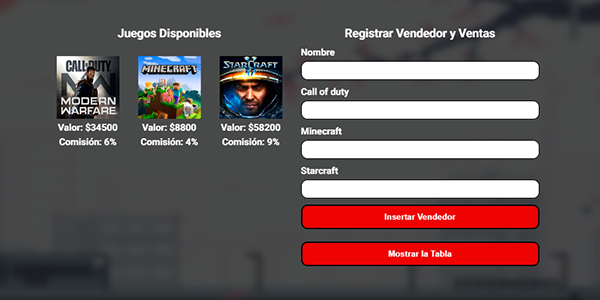 Juegos Disponibles
CALL OF DUTY
MODERN
WARFARE
MINECRAFT
STARCRAFT
II
Valor: $34500
Valor: $8800
Valor: $58200
Comisión: 6%
Comisión: 4%
Comisión: 9%
Registrar Vendedor y Ventas
Nombre
Call of duty
Minecraft
Starcraft
Insertar Vendedor
Mostrar la Tabla